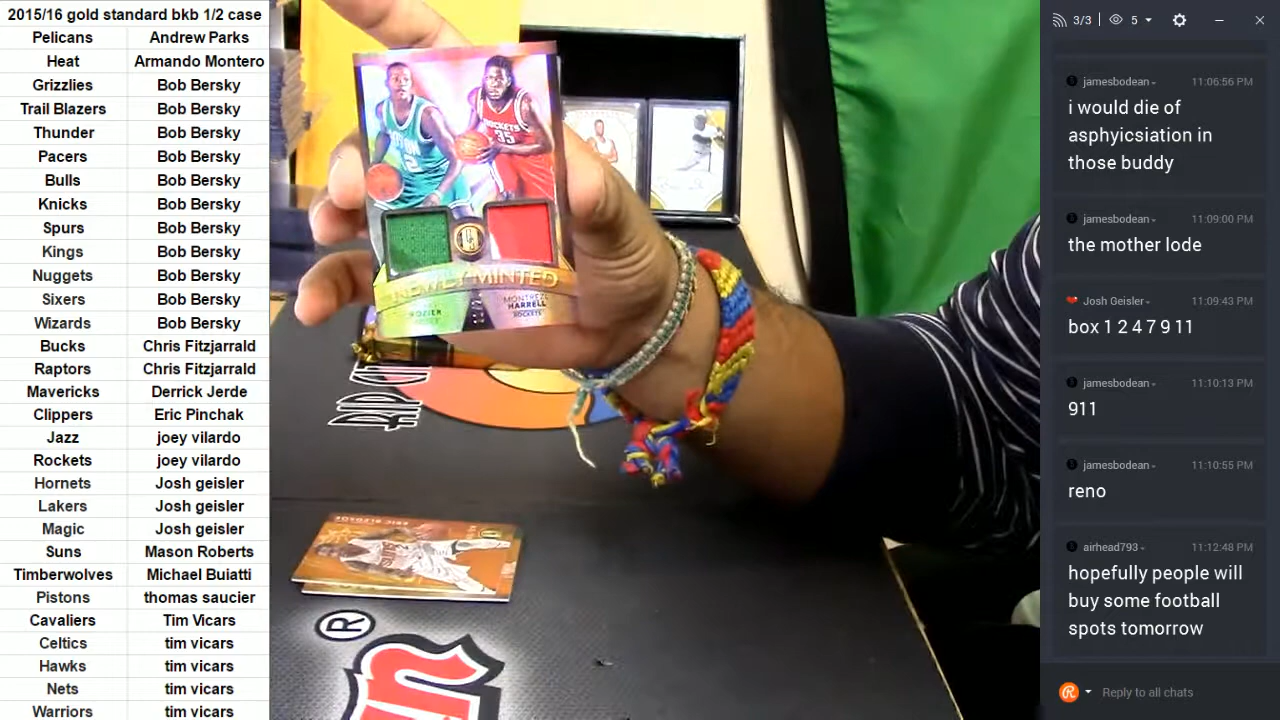 2015/16 gold standard bkb 1/2 case
Pelicans Andrew Parks
Heat Armando Montero
Grizzlies Bob Bersky
Trail Blazers Bob Bersky
Thunder Bob Bersky
Pacers Bob Bersky
Bulls Bob Bersky
Knicks Bob Bersky
Spurs Bob Bersky
Kings Bob Bersky
Nuggets Bob Bersky
Sixers Bob Bersky
Wizards Bob Bersky
Bucks Chris Fitzjarrald
Raptors Chris Fitzjarrald
Mavericks Derrick Jerde
Clippers Eric Pinchak
Jazz joey vilardo
Rockets joey vilardo
Hornets Josh geisler
Lakers Josh geisler
Magic Josh geisler
Suns Mason Roberts
Timberwolves Michael Buiatti
Pistons thomas saucier
Cavaliers Tim Vicars
Celtics tim vicars
Hawks tim vicars
Nets tim vicars
Warriors tim vicars
ROCKETS
35
NEWLY MINTED
ROZIER
MONTREZL
HARRELL
ROCKETS
ERIC BLEDSOE
®
3/3 5
jamesbodean 11:06:56 PM
i would die of
asphyicsiation in
those buddy
jamesbodean 11:09:00 PM
the mother lode
Josh Geisler 11:09:43 PM
box 1 2 4 7 9 11
jamesbodean 11:10:13 PM
911
jamesbodean 11:10:55 PM
reno
airhead793 11:12:48 PM
hopefully people will
buy some football
spots tomorrow
Reply to all chats